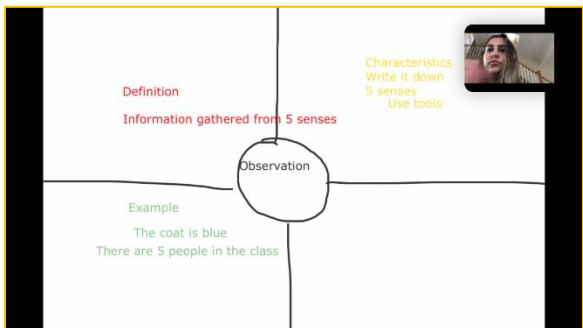 Definition
Information gathered from 5 senses
Characteristics
Write it down
5 senses
Use tools
Observation
Example
The coat is blue
There are 5 people in the class